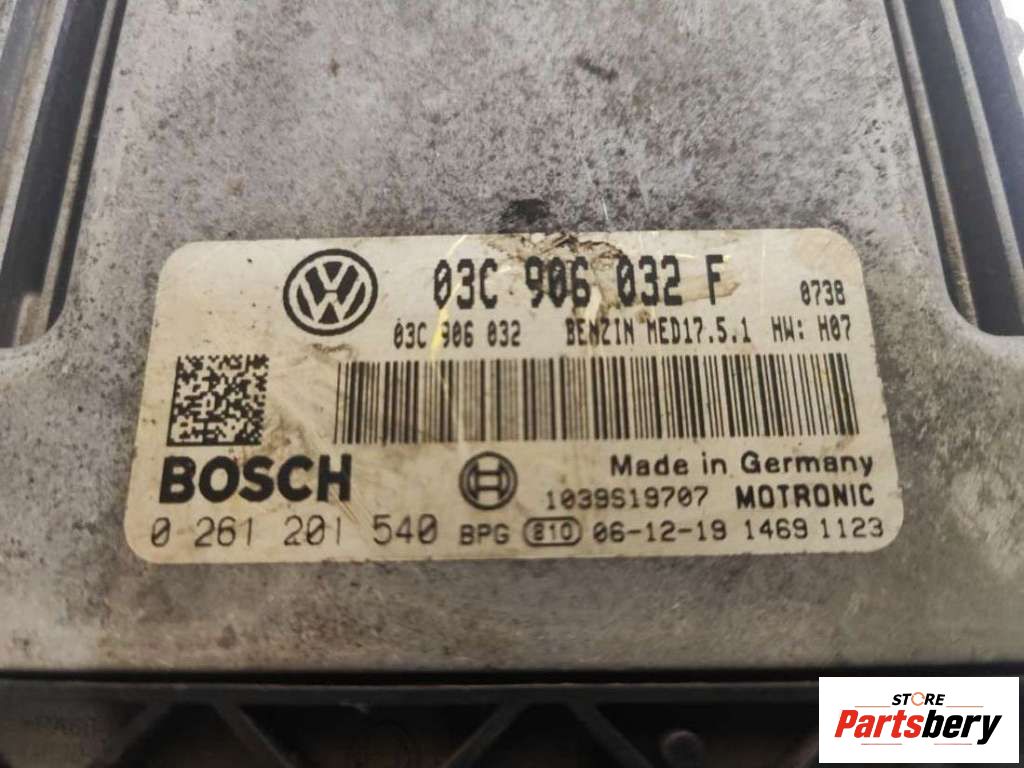 03C 906 032 F 0738
03C 906 032 BENZIN MED17.5.1 HW: H07
BOSCH
Made in Germany
1039S19707 MOTRONIC
0 261 201 540 BPG 810 06-12-19 1469 1123
STORE
Partsbery